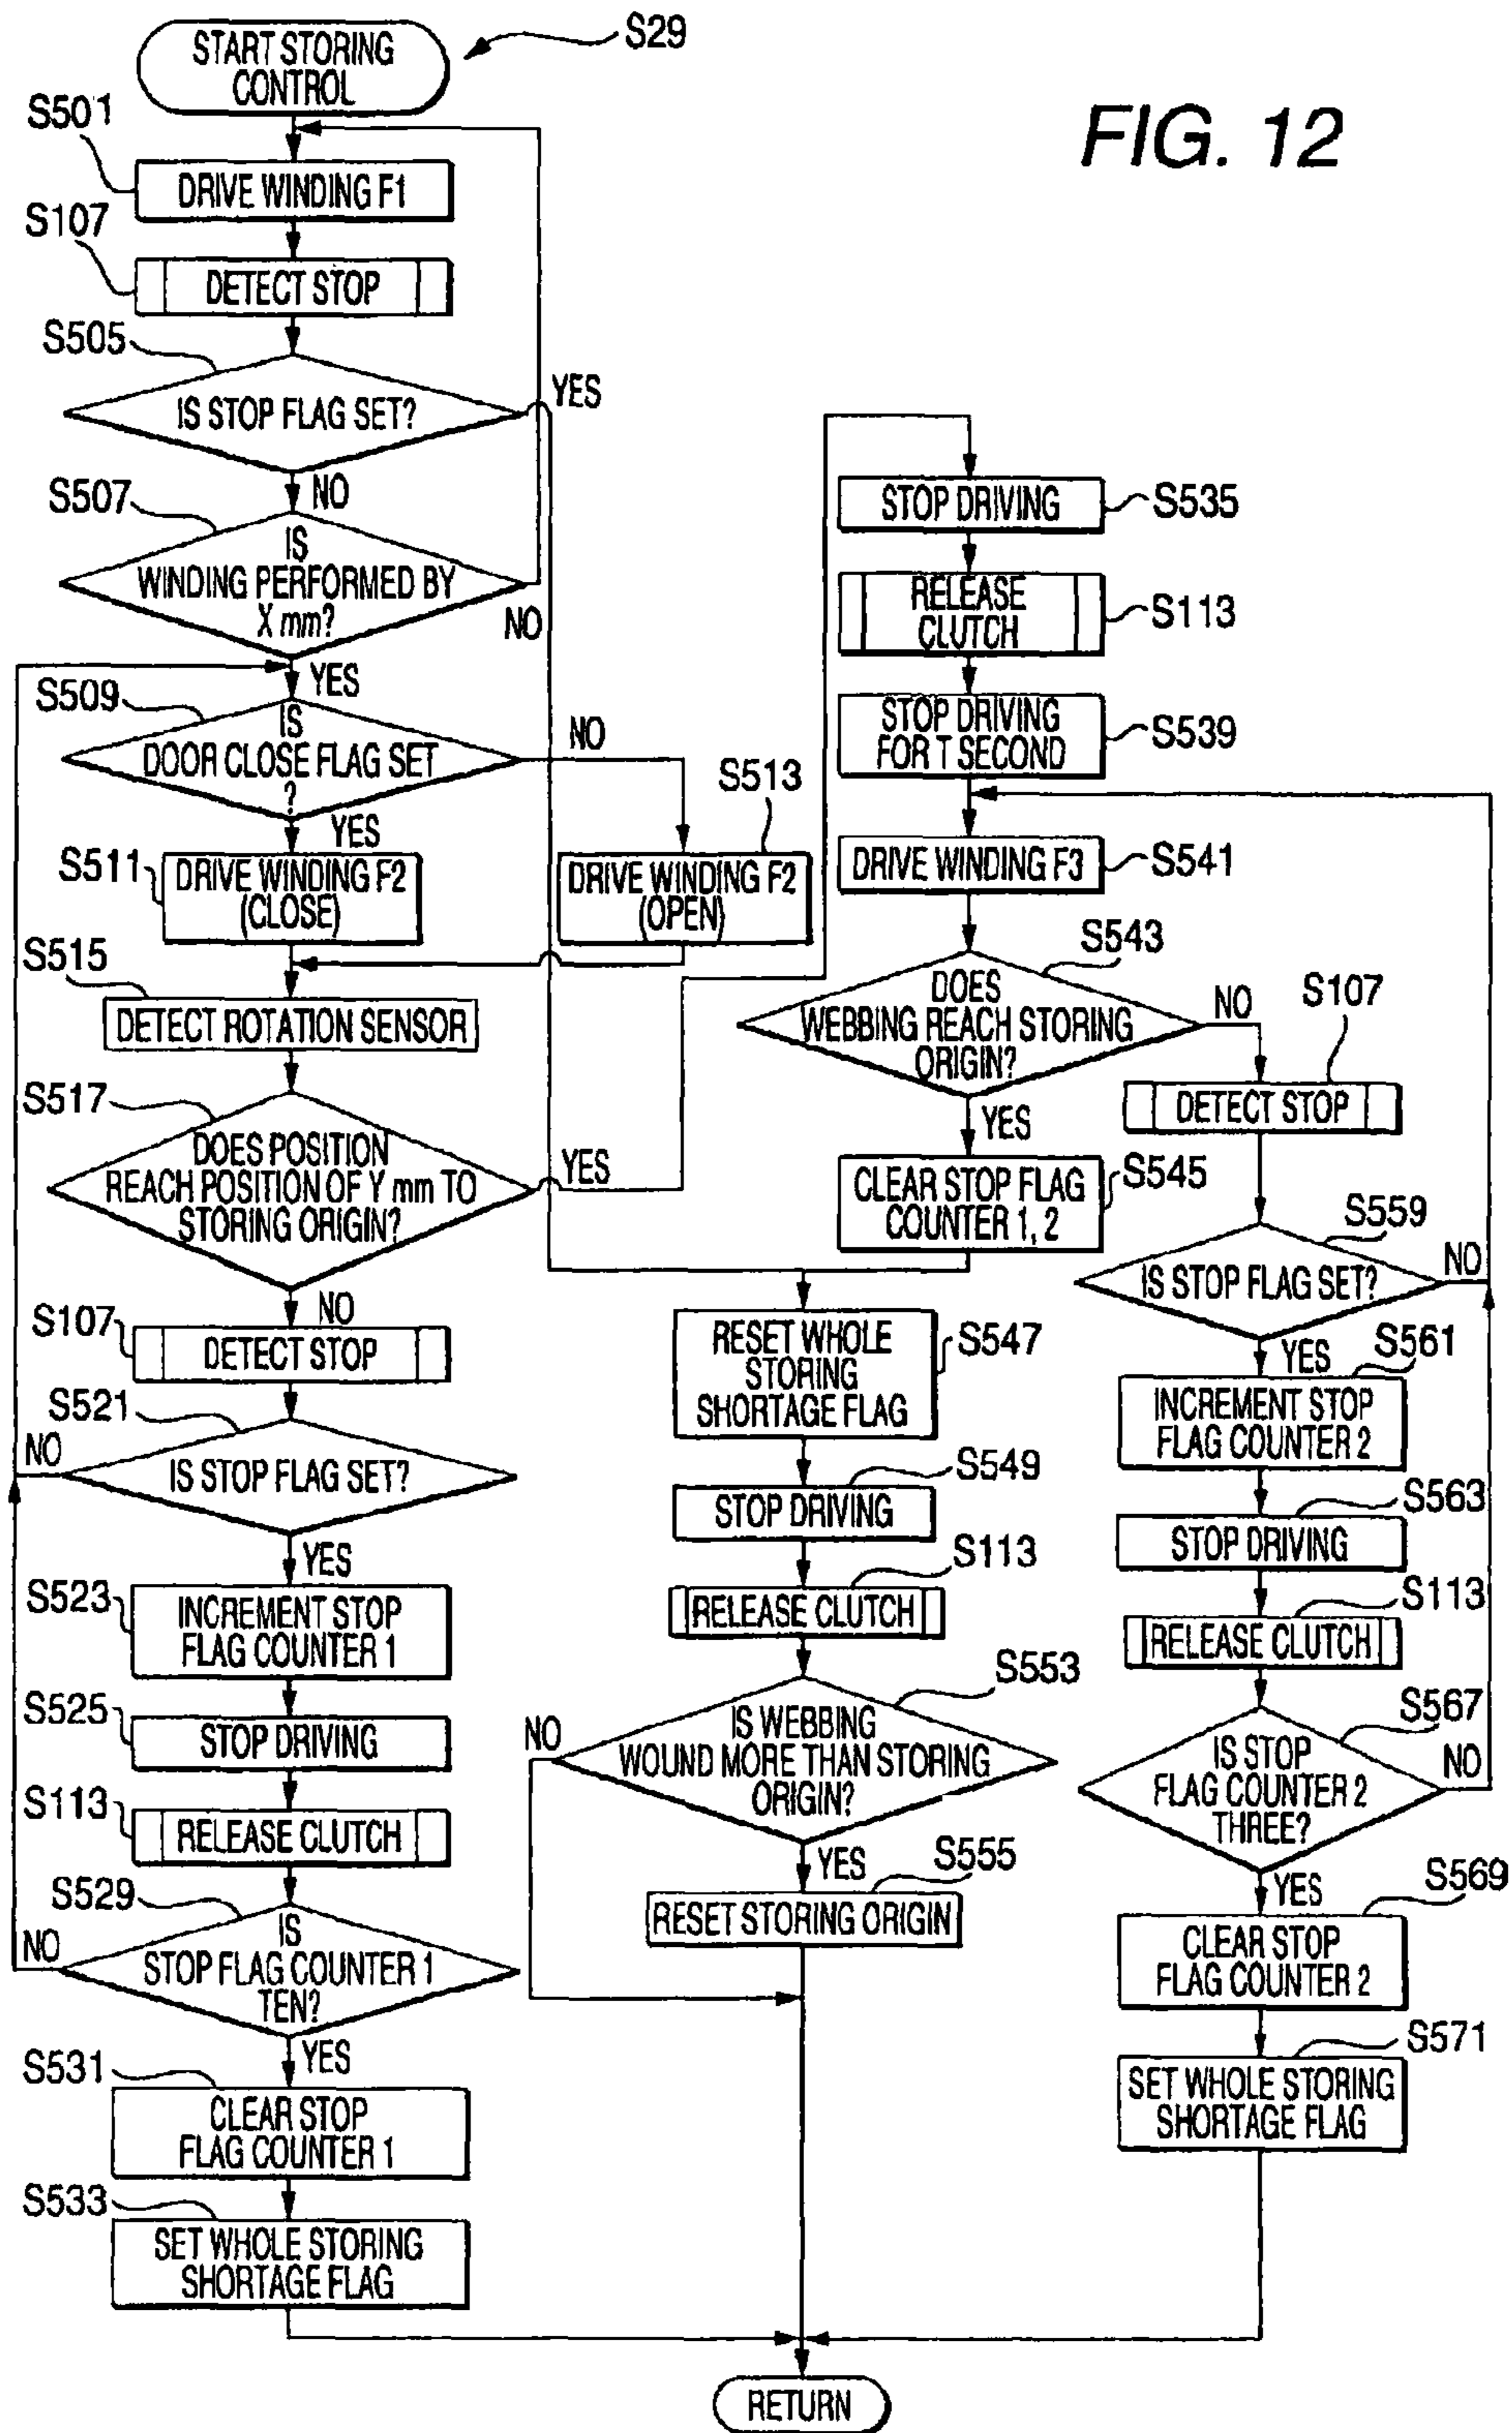 FIG. 12
START STORING
CONTROL
S29
S501
DRIVE WINDING F1
S107
DETECT STOP
S505
IS STOP FLAG SET?
YES
NO
S507
IS
WINDING PERFORMED BY
X mm?
NO
YES
S509
IS
DOOR CLOSE FLAG SET
?
NO
YES
S511
DRIVE WINDING F2
(CLOSE)
S513
DRIVE WINDING F2
(OPEN)
S515
DETECT ROTATION SENSOR
S517
DOES POSITION
REACH POSITION OF Y mm TO
STORING ORIGIN?
YES
NO
S107
DETECT STOP
S521
NO
IS STOP FLAG SET?
YES
S523
INCREMENT STOP
FLAG COUNTER 1
S525
STOP DRIVING
S113
RELEASE CLUTCH
S529
NO
IS
STOP FLAG COUNTER 1
TEN?
YES
S531
CLEAR STOP
FLAG COUNTER 1
S533
SET WHOLE STORING
SHORTAGE FLAG
STOP DRIVING
S535
RELEASE
CLUTCH
S113
STOP DRIVING
FOR T SECOND
S539
DRIVE WINDING F3
S541
S543
DOES
WEBBING REACH STORING
ORIGIN?
NO
YES
CLEAR STOP FLAG
COUNTER 1, 2
S545
RESET WHOLE
STORING
SHORTAGE FLAG
S547
S549
STOP DRIVING
S113
RELEASE CLUTCH
S553
NO
IS WEBBING
WOUND MORE THAN STORING
ORIGIN?
YES
S555
RESET STORING ORIGIN
S107
DETECT STOP
S559
IS STOP FLAG SET?
NO
YES
S561
INCREMENT STOP
FLAG COUNTER 2
S563
STOP DRIVING
S113
RELEASE CLUTCH
S567
IS STOP
FLAG COUNTER 2
THREE?
NO
YES
S569
CLEAR STOP
FLAG COUNTER 2
S571
SET WHOLE STORING
SHORTAGE FLAG
RETURN